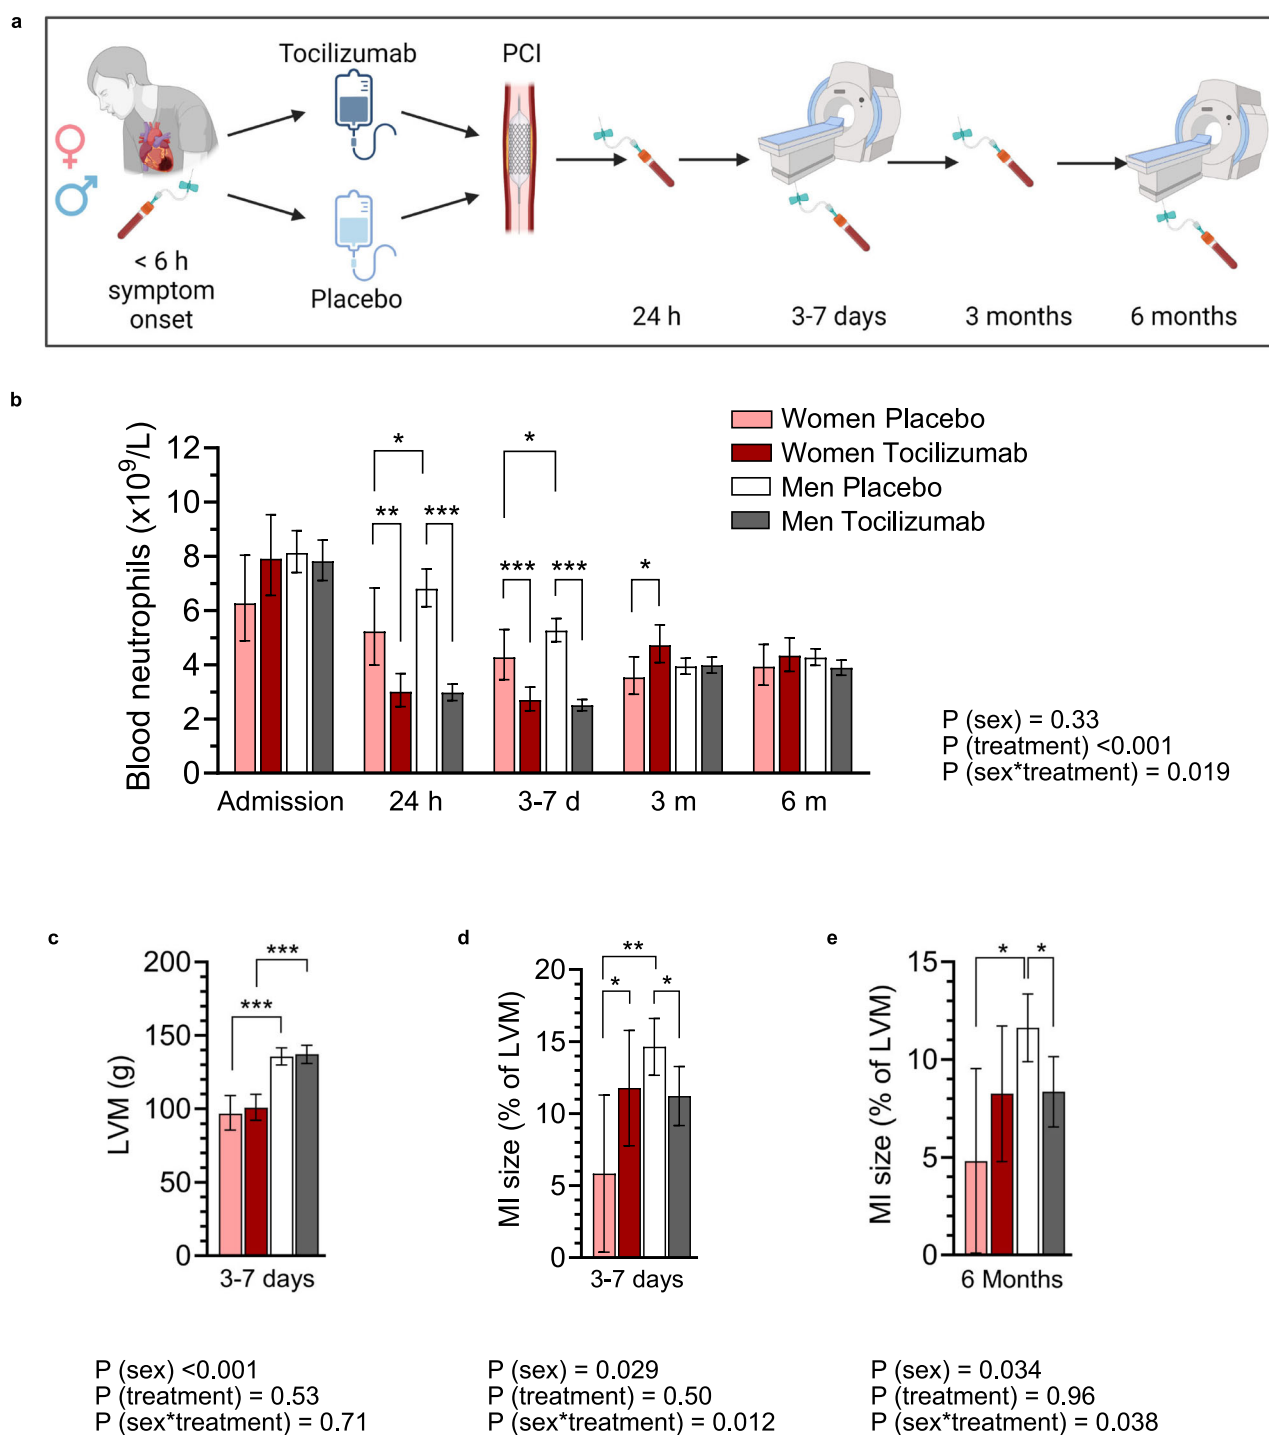 a
Tocilizumab
PCI
< 6 h
symptom
onset
Placebo
24 h
3-7 days
3 months
6 months
b
Blood neutrophils (x10⁹/L)
12
10
8
6
4
2
0
* ** *** * *** *** *
Women Placebo
Women Tocilizumab
Men Placebo
Men Tocilizumab
Admission 24 h 3-7 d 3 m 6 m
P (sex) = 0.33
P (treatment) <0.001
P (sex*treatment) = 0.019
c
LVM (g)
200
150
100
50
0
***
***
3-7 days
P (sex) <0.001
P (treatment) = 0.53
P (sex*treatment) = 0.71
d
MI size (% of LVM)
20
15
10
5
0
**
* *
3-7 days
P (sex) = 0.029
P (treatment) = 0.50
P (sex*treatment) = 0.012
e
MI size (% of LVM)
15
10
5
0
* *
6 Months
P (sex) = 0.034
P (treatment) = 0.96
P (sex*treatment) = 0.038